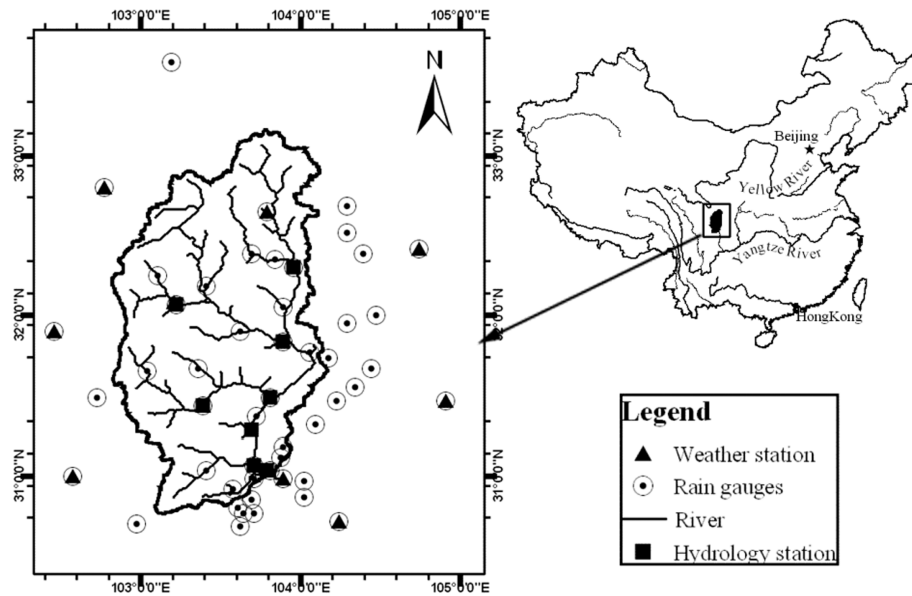 103°0'0"E 104°0'0"E 105°0'0"E
N
33°0'0"N 33°0'0"N
32°0'0"N 32°0'0"N
31°0'0"N 31°0'0"N
103°0'0"E 104°0'0"E 105°0'0"E
Beijing
Yellow River
Yangtze River
HongKong
Legend
Weather station
Rain gauges
River
Hydrology station